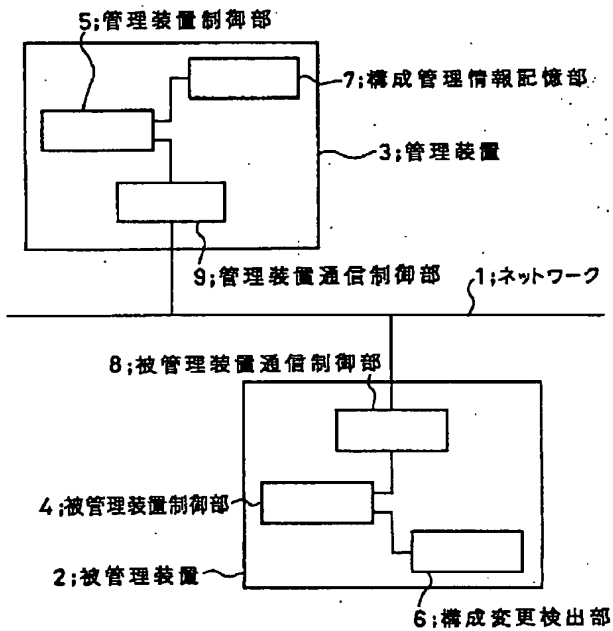 5;管理装置制御部
7;構成管理情報記憶部
3;管理装置
9;管理装置通信制御部
1;ネットワーク
8;被管理装置通信制御部
4;被管理装置制御部
2;被管理装置
6;構成変更検出部